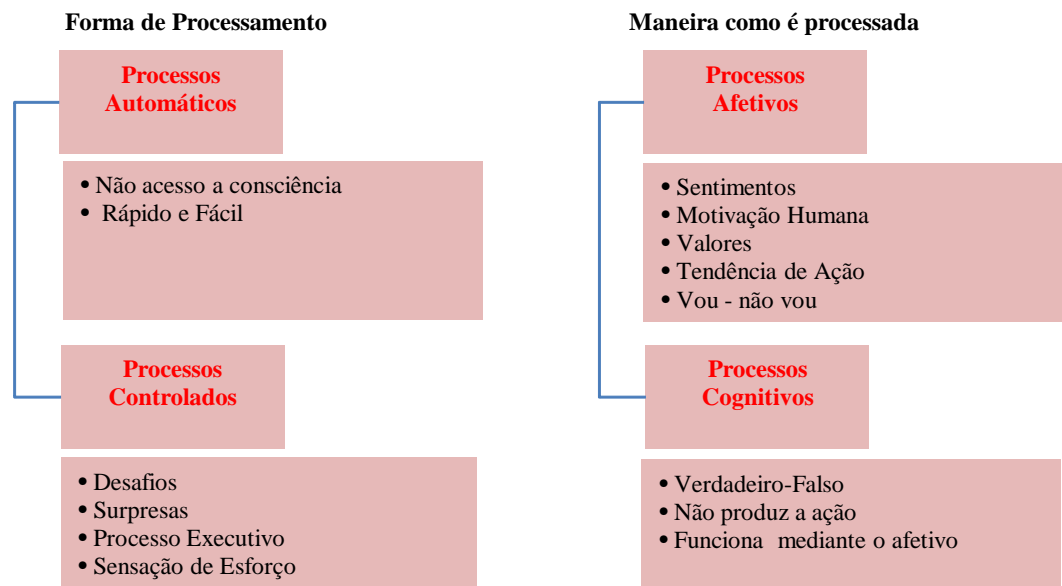 Forma de Processamento
Processos
Automáticos
• Não acesso a consciência
• Rápido e Fácil
Processos
Controlados
• Desafios
• Surpresas
• Processo Executivo
• Sensação de Esforço
Maneira como é processada
Processos
Afetivos
• Sentimentos
• Motivação Humana
• Valores
• Tendência de Ação
• Vou - não vou
Processos
Cognitivos
• Verdadeiro-Falso
• Não produz a ação
• Funciona mediante o afetivo